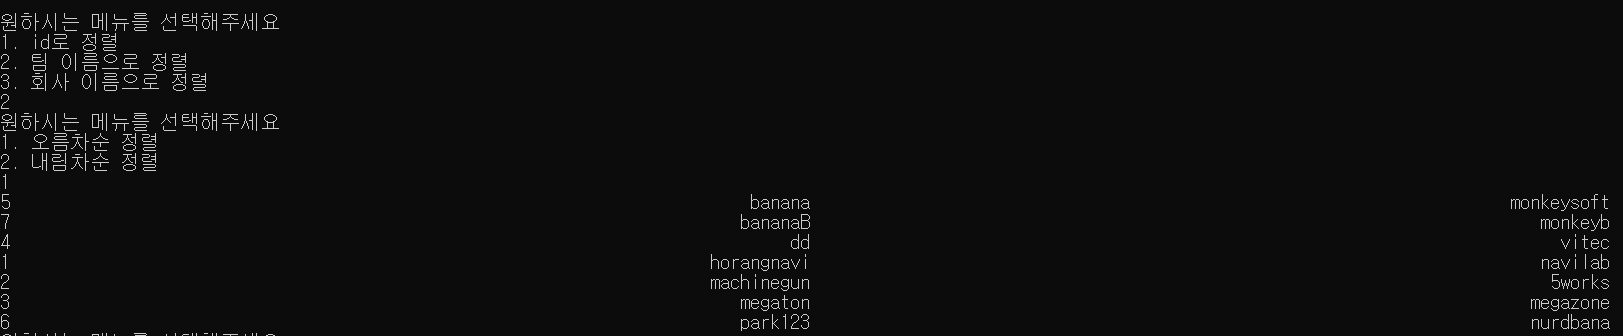 원하시는 메뉴를 선택해주세요
1. id로 정렬
2. 팀 이름으로 정렬
3. 회사 이름으로 정렬
2
원하시는 메뉴를 선택해주세요
1. 오름차순 정렬
2. 내림차순 정렬
1
5 banana monkeysoft
7 bananaB monkeyb
4 dd vitec
1 horangnavi navilab
2 machinegun 5works
3 megaton megazone
6 park123 nurdbana